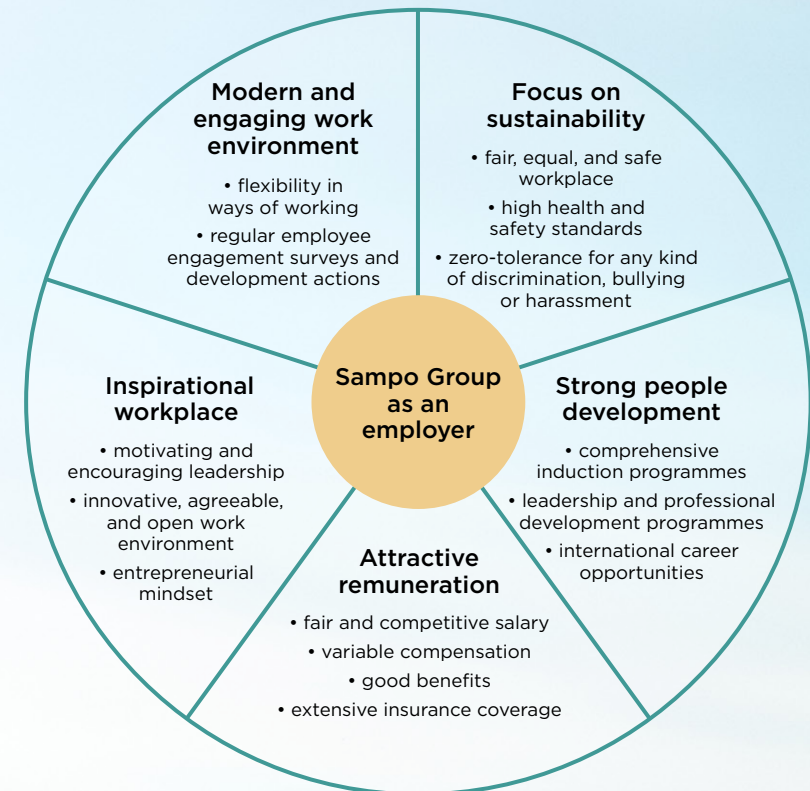 Modern and
engaging work
environment
• flexibility in
ways of working
• regular employee
engagement surveys and
development actions
Focus on
sustainability
• fair, equal, and safe
workplace
• high health and
safety standards
• zero-tolerance for any kind
of discrimination, bullying
or harassment
Sampo Group
as an
employer
Inspirational
workplace
• motivating and
encouraging leadership
• innovative, agreeable,
and open work
environment
• entrepreneurial
mindset
Strong people
development
• comprehensive
induction programmes
• leadership and professional
development programmes
• international career
opportunities
Attractive
remuneration
• fair and competitive salary
• variable compensation
• good benefits
• extensive insurance coverage